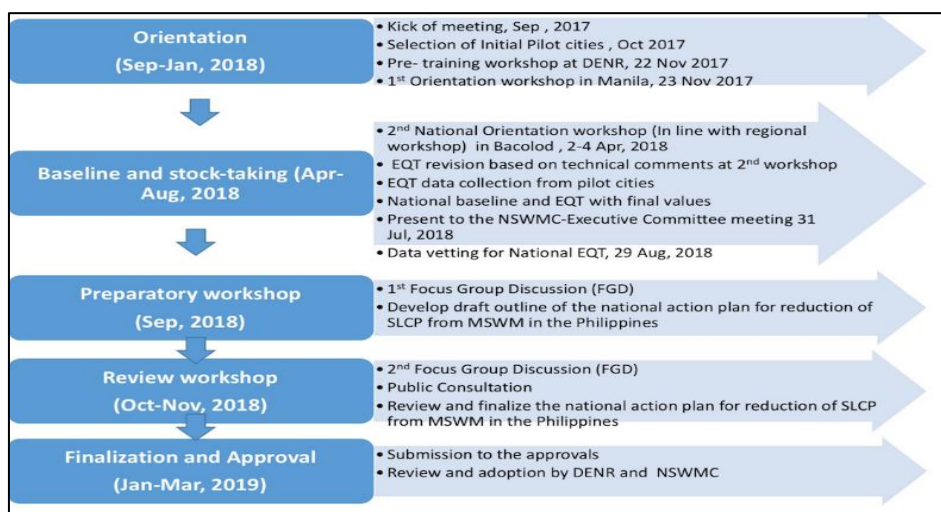 Orientation
(Sep-Jan, 2018)
• Kick of meeting, Sep , 2017
• Selection of Initial Pilot cities , Oct 2017
• Pre- training workshop at DENR, 22 Nov 2017
• 1st Orientation workshop in Manila, 23 Nov 2017
Baseline and stock-taking (Apr-
Aug, 2018
• 2nd National Orientation workshop (In line with regional
workshop) in Bacolod , 2-4 Apr, 2018
• EQT revision based on technical comments at 2nd workshop
• EQT data collection from pilot cities
• National baseline and EQT with final values
• Present to the NSWMC-Executive Committee meeting 31
Jul, 2018
• Data vetting for National EQT, 29 Aug, 2018
Preparatory workshop
(Sep, 2018)
• 1st Focus Group Discussion (FGD)
• Develop draft outline of the national action plan for reduction of
SLCP from MSWM in the Philippines
Review workshop
(Oct-Nov, 2018)
• 2nd Focus Group Discussion (FGD)
• Public Consultation
• Review and finalize the national action plan for reduction of SLCP
from MSWM in the Philippines
Finalization and Approval
(Jan-Mar, 2019)
• Submission to the approvals
• Review and adoption by DENR and NSWMC